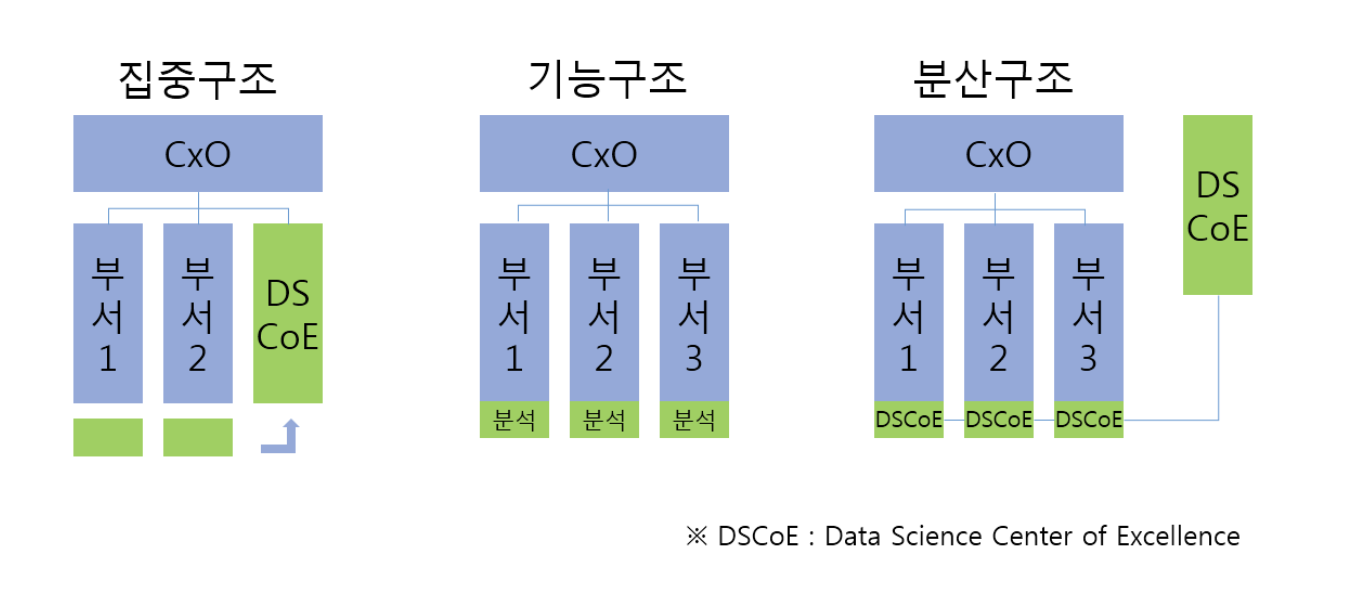 집중구조
CxO
부서1
부서2
DS
CoE
기능구조
CxO
부서1
부서2
부서3
분석
분석
분석
분산구조
CxO
부서1
부서2
부서3
DSCoE
DSCoE
DSCoE
DS
CoE
※ DSCoE : Data Science Center of Excellence